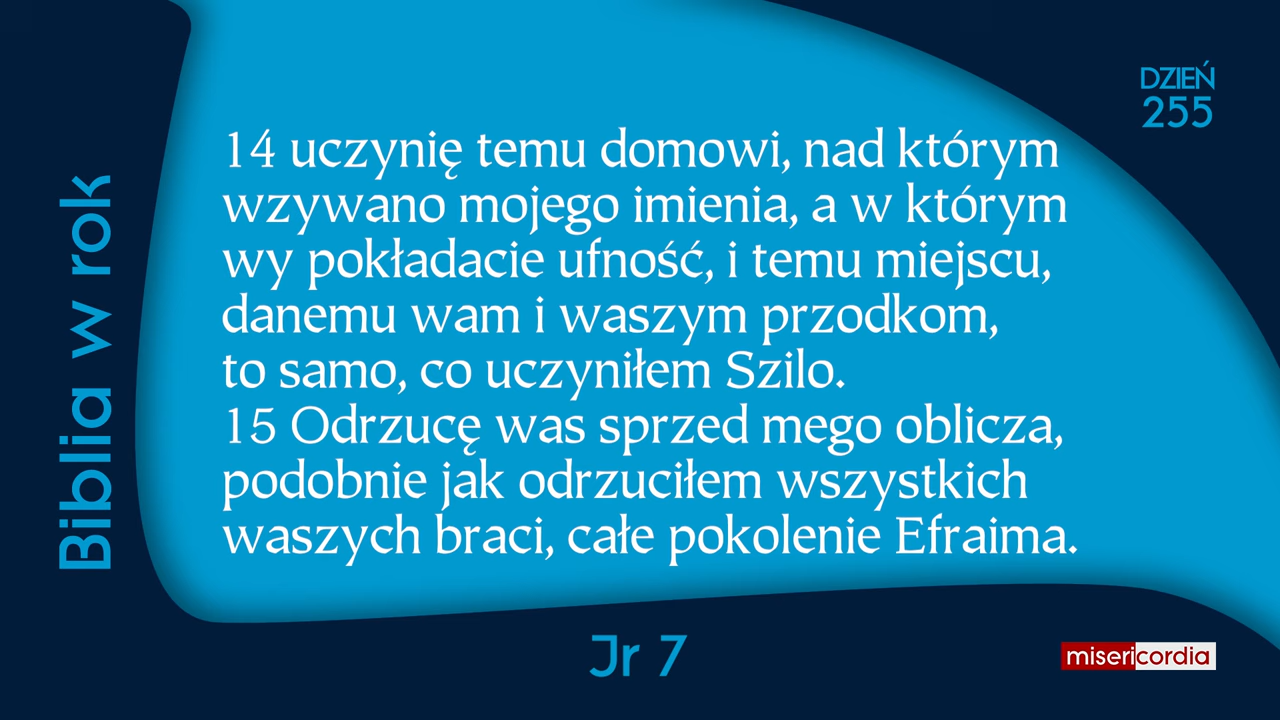 DZIEŃ
255
Biblia w rok
14 uczynię temu domowi, nad którym
wzywano mojego imienia, a w którym
wy pokładacie ufność, i temu miejscu,
danemu wam i waszym przodkom,
to samo, co uczyniłem Szilo.
15 Odrzucę was sprzed mego oblicza,
podobnie jak odrzuciłem wszystkich
waszych braci, całe pokolenie Efraima.
Jr 7
misericordia